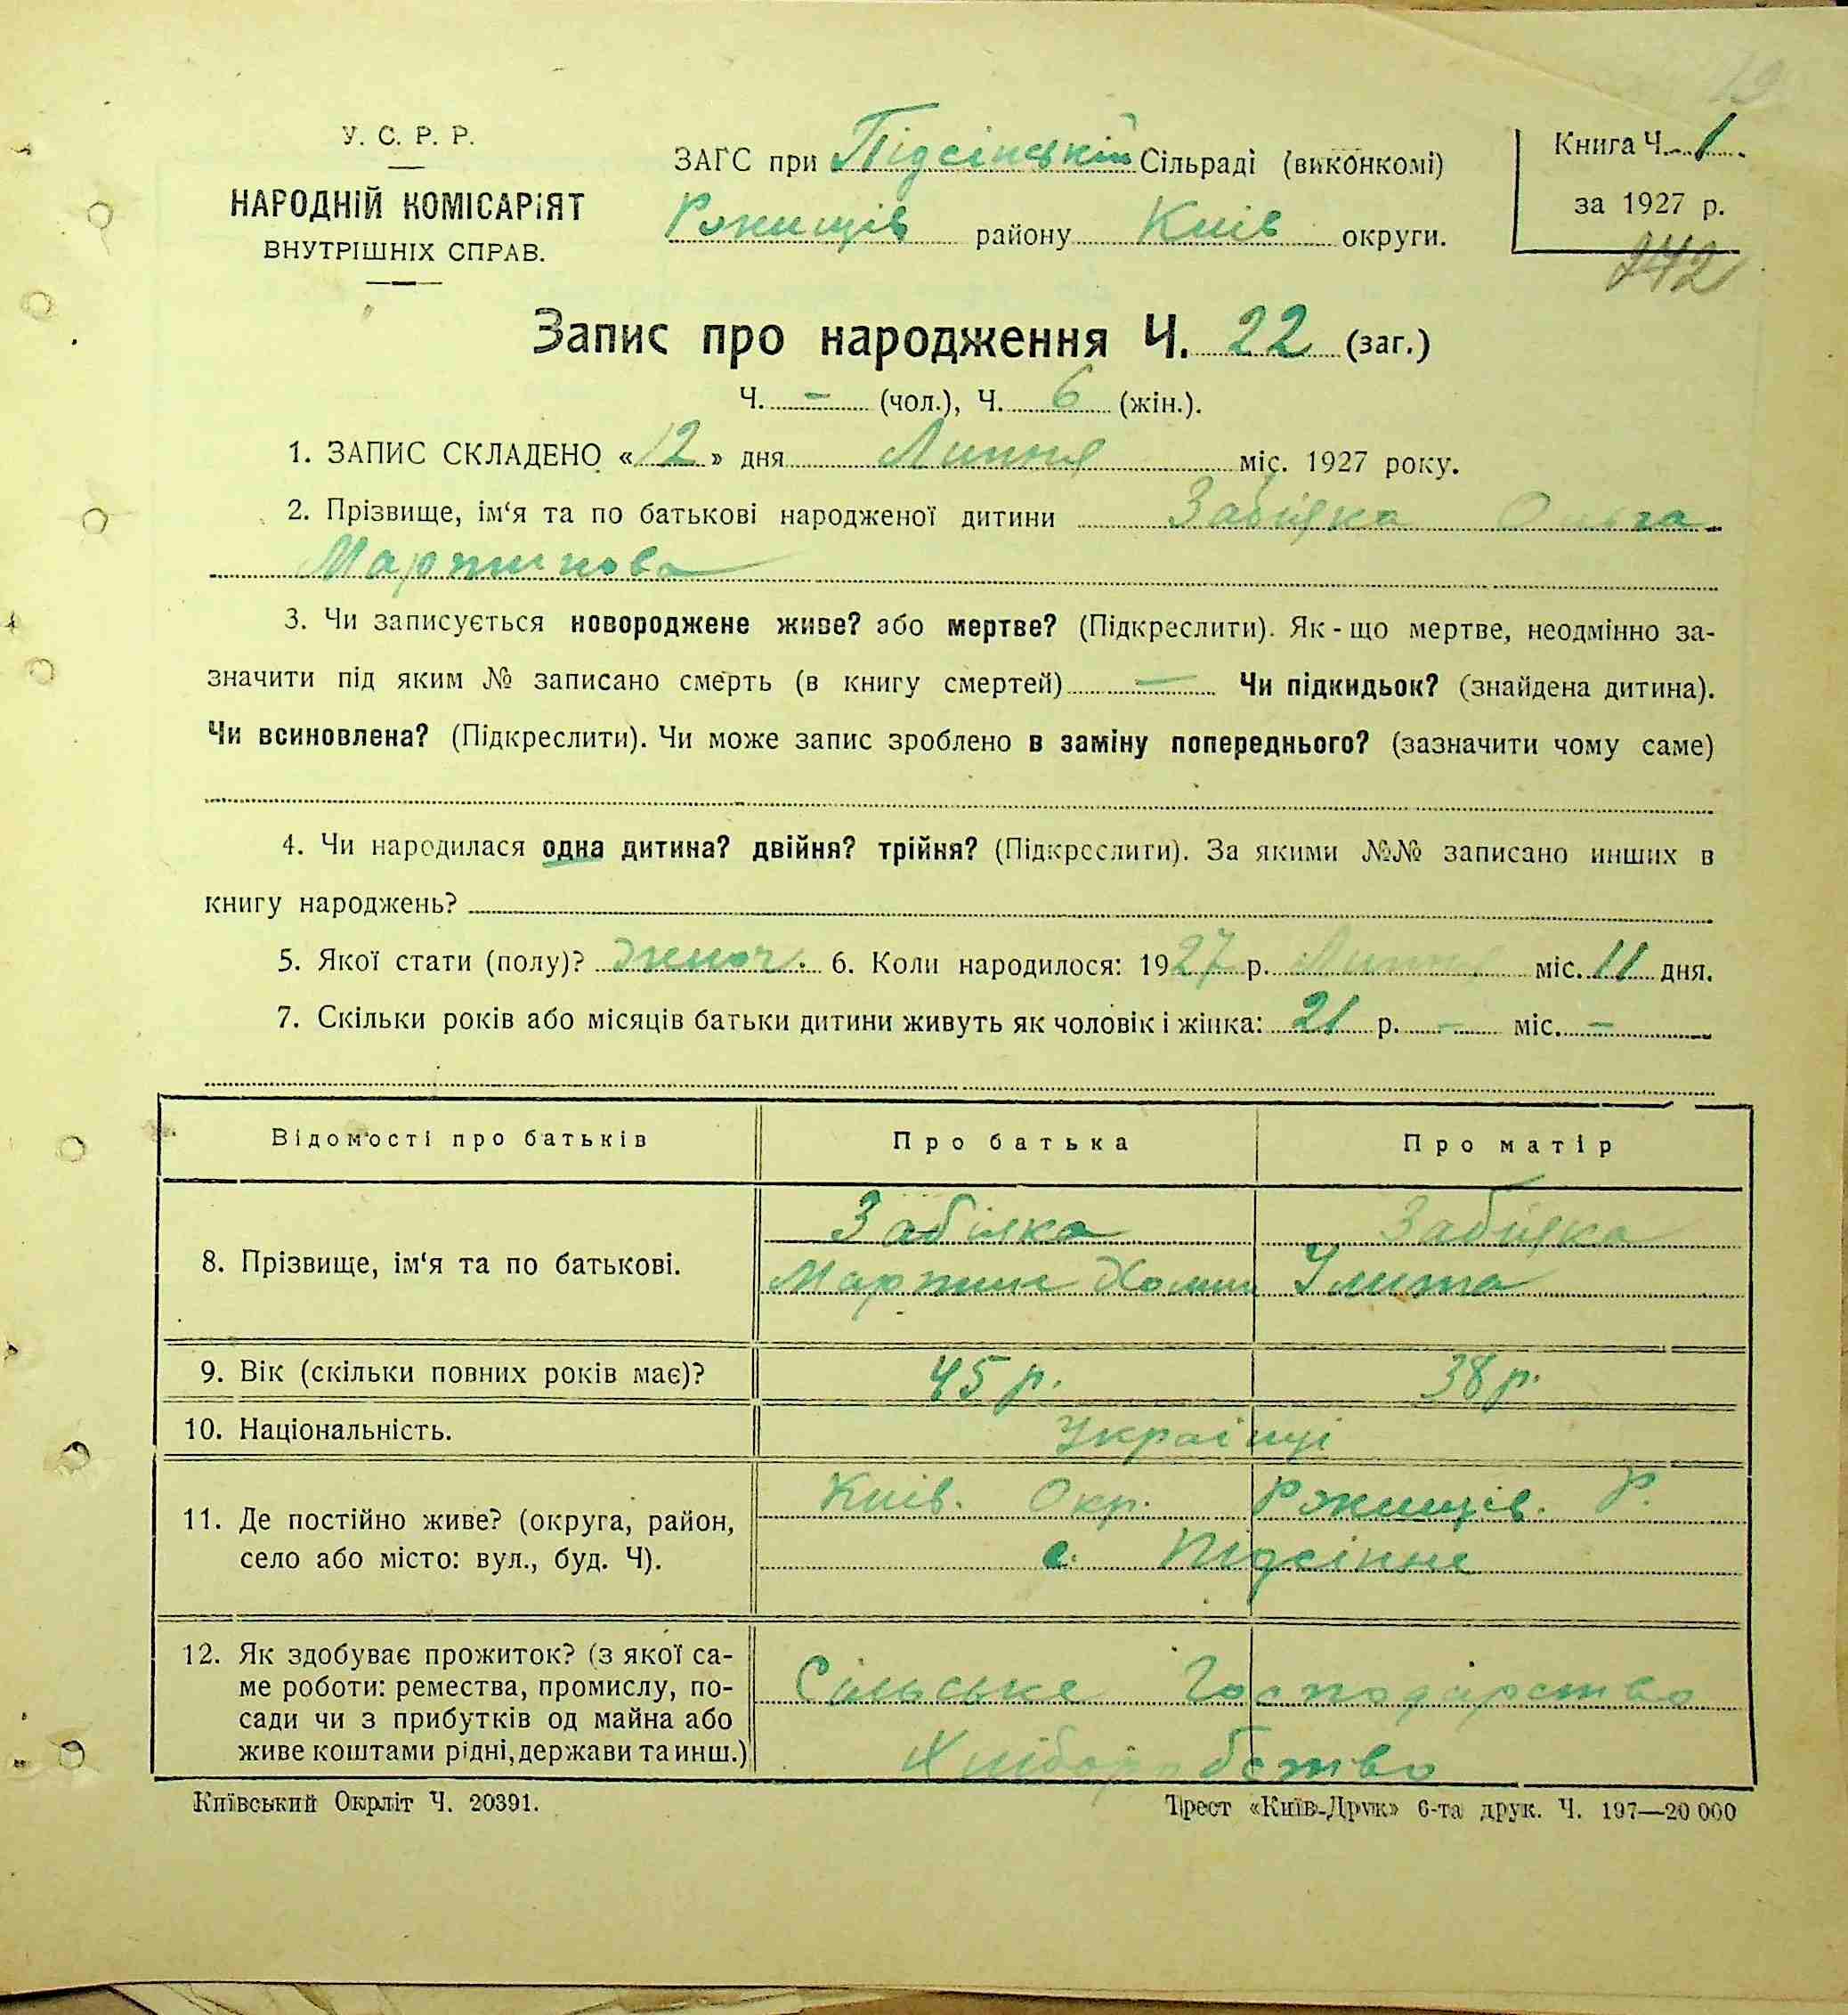 19
У. С. Р. Р.
НАРОДНІЙ КОМІСАРІЯТ
ВНУТРІШНІХ СПРАВ.
ЗАГС при Підсінській Сільраді (виконкомі)
Ржищів району Київ округи.
Книга Ч. 1
за 1927 р.
242
Запис про народження Ч. 22 (заг.)
Ч. - (чол.), Ч. 6 (жін.).
1. ЗАПИС СКЛАДЕНО «12» дня Липня міс. 1927 року.
2. Прізвище, ім‘я та по батькові народженої дитини Забілка Ольга
Мартинова
3. Чи записується новороджене живе? або мертве? (Підкреслити). Як-що мертве, неодмінно за-
значити під яким № записано смерть (в книгу смертей) — Чи підкидьок? (знайдена дитина).
Чи всиновлена? (Підкреслити). Чи може запис зроблено в заміну попереднього? (зазначити чому саме)
4. Чи народилася одна дитина? двійня? трійня? (Підкреслити). За якими №№ записано инших в
книгу народжень?
5. Якої стати (полу)? жіноч. 6. Коли народилося: 1927 р. Липня міс. 11 дня.
7. Скільки років або місяців батьки дитини живуть як чоловік і жінка: 21 р. - міс. -
Відомості про батьків Про батька Про матір
8. Прізвище, ім‘я та по батькові. Забілка Забілка
Мартин Хомин Улита
9. Вік (скільки повних років має)? 45 р. 38 р.
10. Національність. Українці
11. Де постійно живе? (округа, район, Київ. Окр. Ржищів. Р.
село або місто: вул., буд. Ч). с. Підсінне
12. Як здобуває прожиток? (з якої са-
ме роботи: ремества, промислу, по- Сільське Господарство
сади чи з прибутків од майна або
живе коштами рідні, держави та инш.) Хліборобство
Київський Окрліт Ч. 20391.
Трест «Київ-Друк» 6-та друк. Ч. 197—20 000